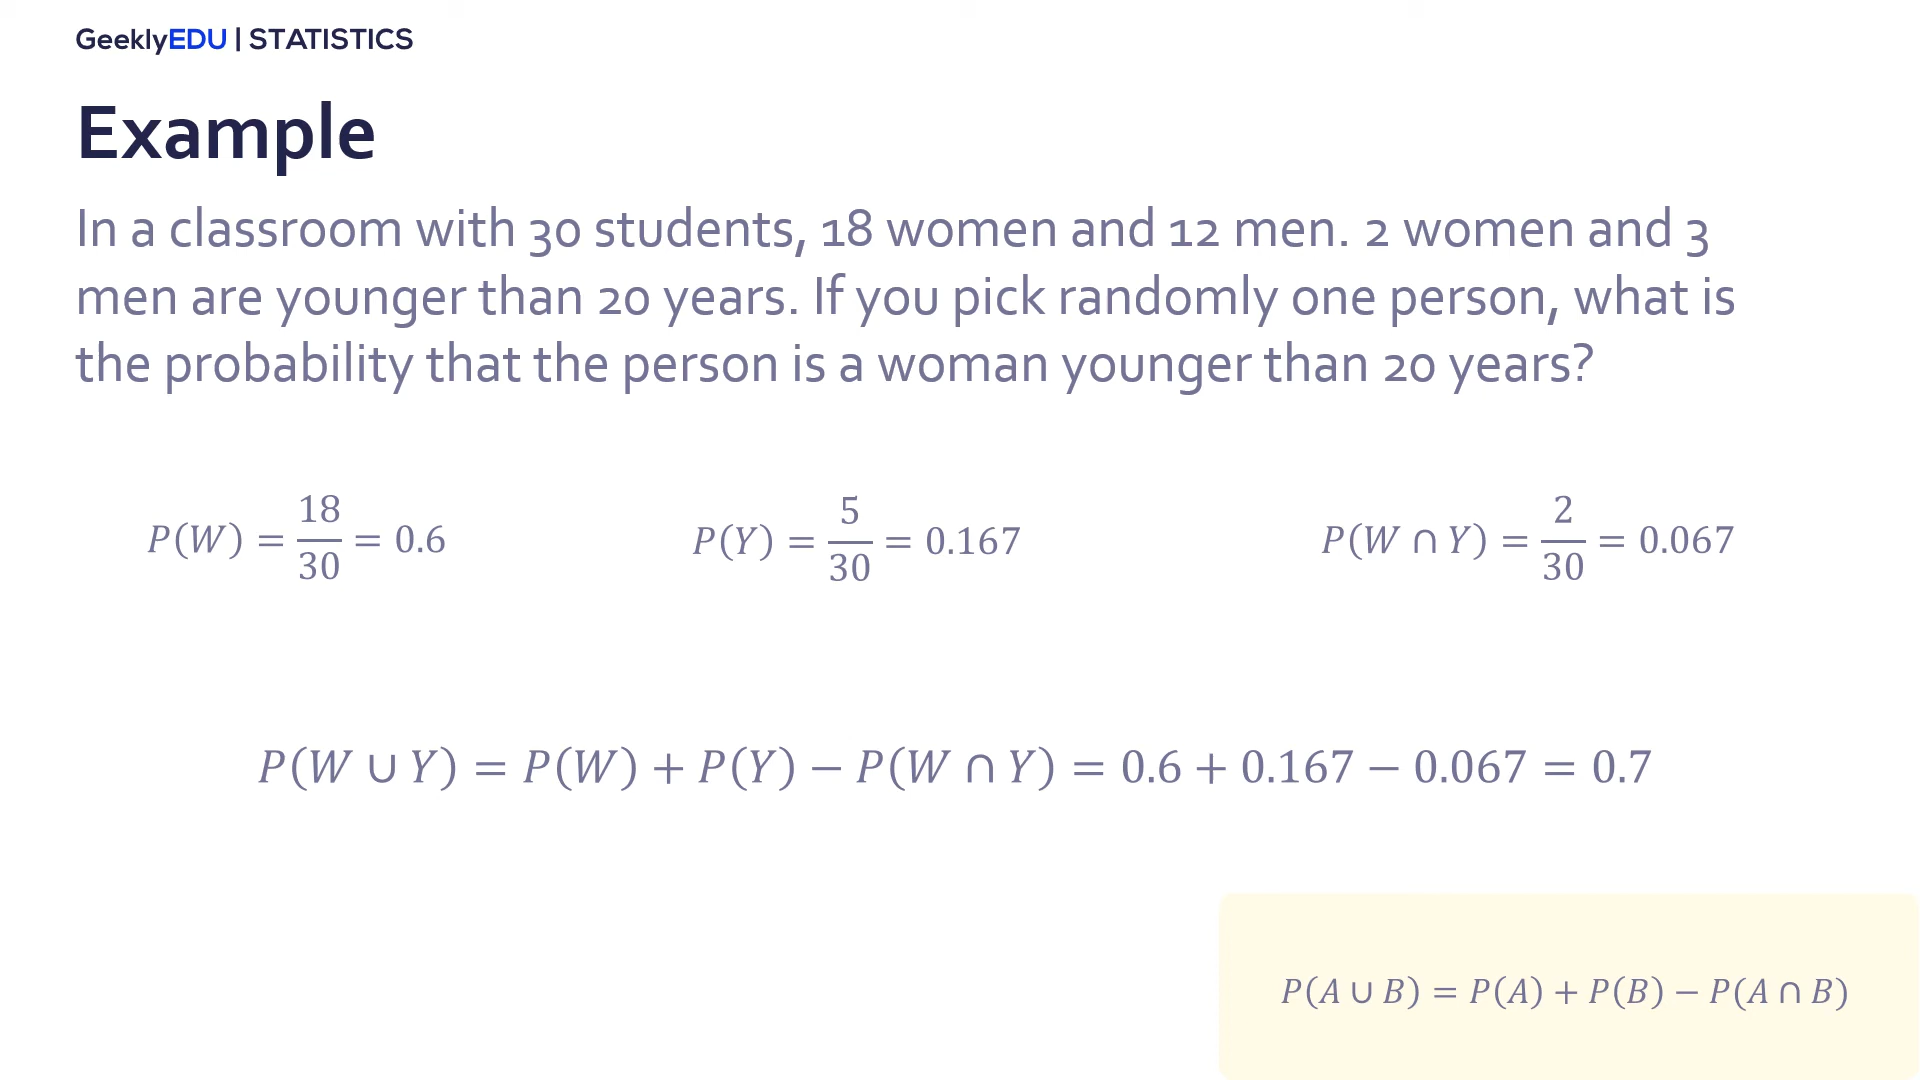 GeeklyEDU | STATISTICS
Example
In a classroom with 30 students, 18 women and 12 men. 2 women and 3
men are younger than 20 years. If you pick randomly one person, what is
the probability that the person is a woman younger than 20 years?
P(W) = 18/30 = 0.6
P(Y) = 5/30 = 0.167
P(W ∩ Y) = 2/30 = 0.067
P(W ∪ Y) = P(W) + P(Y) − P(W ∩ Y) = 0.6 + 0.167 − 0.067 = 0.7
P(A ∪ B) = P(A) + P(B) − P(A ∩ B)